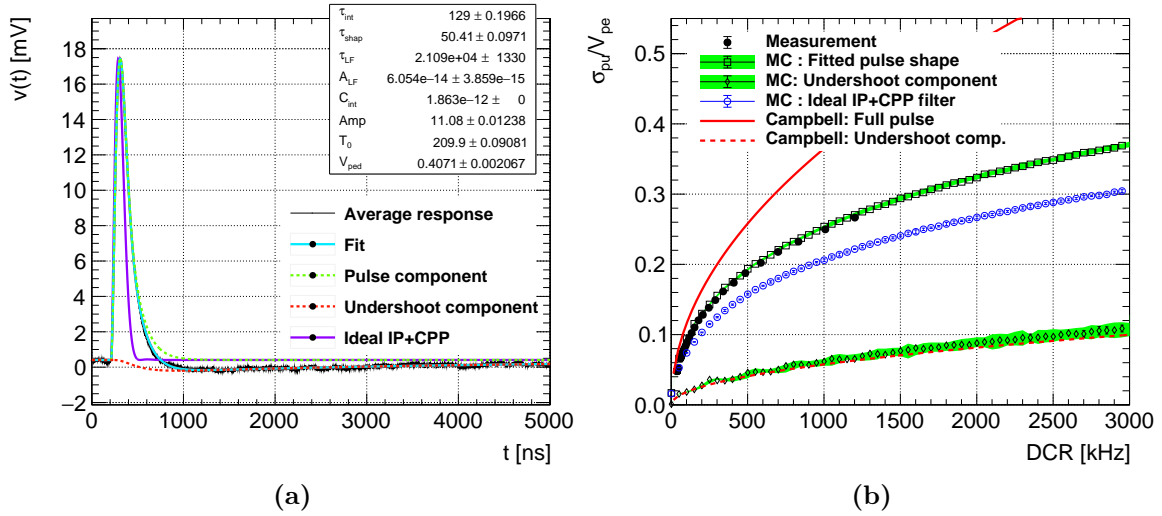 τint 129 ± 0.1966
τshap 50.41 ± 0.0971
τLF 2.109e+04 ± 1330
ALF 6.054e−14 ± 3.859e−15
Cint 1.863e−12 ± 0
Amp 11.08 ± 0.01238
T0 209.9 ± 0.09081
Vped 0.4071 ± 0.002067
v(t) [mV]
18
16
14
12
10
8
6
4
2
0
−2
Average response
Fit
Pulse component
Undershoot component
Ideal IP+CPP
0 1000 2000 3000 4000 5000
t [ns]
(a)
σpu/Vpe
0.5
0.4
0.3
0.2
0.1
0.0
Measurement
MC : Fitted pulse shape
MC: Undershoot component
MC : Ideal IP+CPP filter
Campbell: Full pulse
Campbell: Undershoot comp.
0 500 1000 1500 2000 2500 3000
DCR [kHz]
(b)